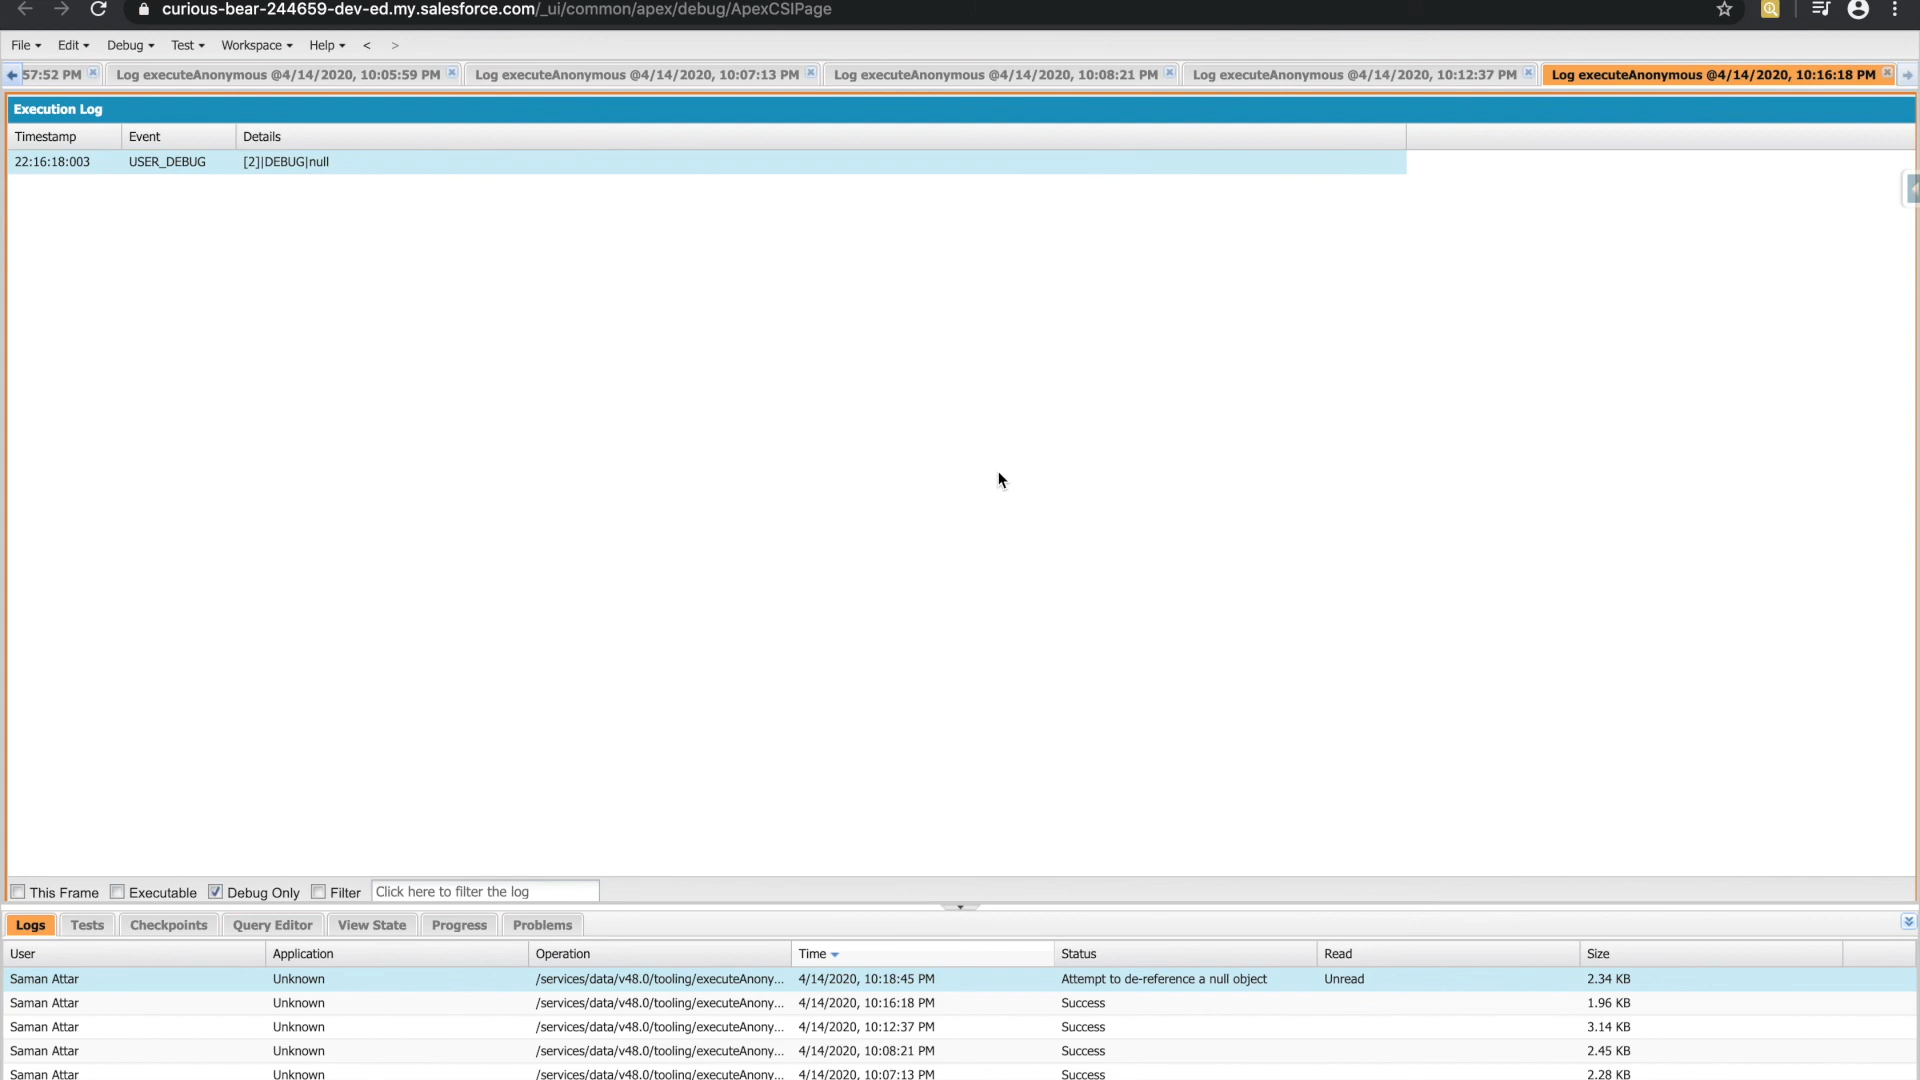 curious-bear-244659-dev-ed.my.salesforce.com/_ui/common/apex/debug/ApexCSIPage
File Edit Debug Test Workspace Help < >
57:52 PM Log executeAnonymous @4/14/2020, 10:05:59 PM Log executeAnonymous @4/14/2020, 10:07:13 PM Log executeAnonymous @4/14/2020, 10:08:21 PM Log executeAnonymous @4/14/2020, 10:12:37 PM Log executeAnonymous @4/14/2020, 10:16:18 PM
Execution Log
Timestamp Event Details
22:16:18:003 USER_DEBUG [2]|DEBUG|null
This Frame Executable Debug Only Filter Click here to filter the log
Logs Tests Checkpoints Query Editor View State Progress Problems
User Application Operation Time Status Read Size
Saman Attar Unknown /services/data/v48.0/tooling/executeAnony... 4/14/2020, 10:18:45 PM Attempt to de-reference a null object Unread 2.34 KB
Saman Attar Unknown /services/data/v48.0/tooling/executeAnony... 4/14/2020, 10:16:18 PM Success 1.96 KB
Saman Attar Unknown /services/data/v48.0/tooling/executeAnony... 4/14/2020, 10:12:37 PM Success 3.14 KB
Saman Attar Unknown /services/data/v48.0/tooling/executeAnony... 4/14/2020, 10:08:21 PM Success 2.45 KB
Saman Attar Unknown /services/data/v48.0/tooling/executeAnony... 4/14/2020, 10:07:13 PM Success 2.28 KB